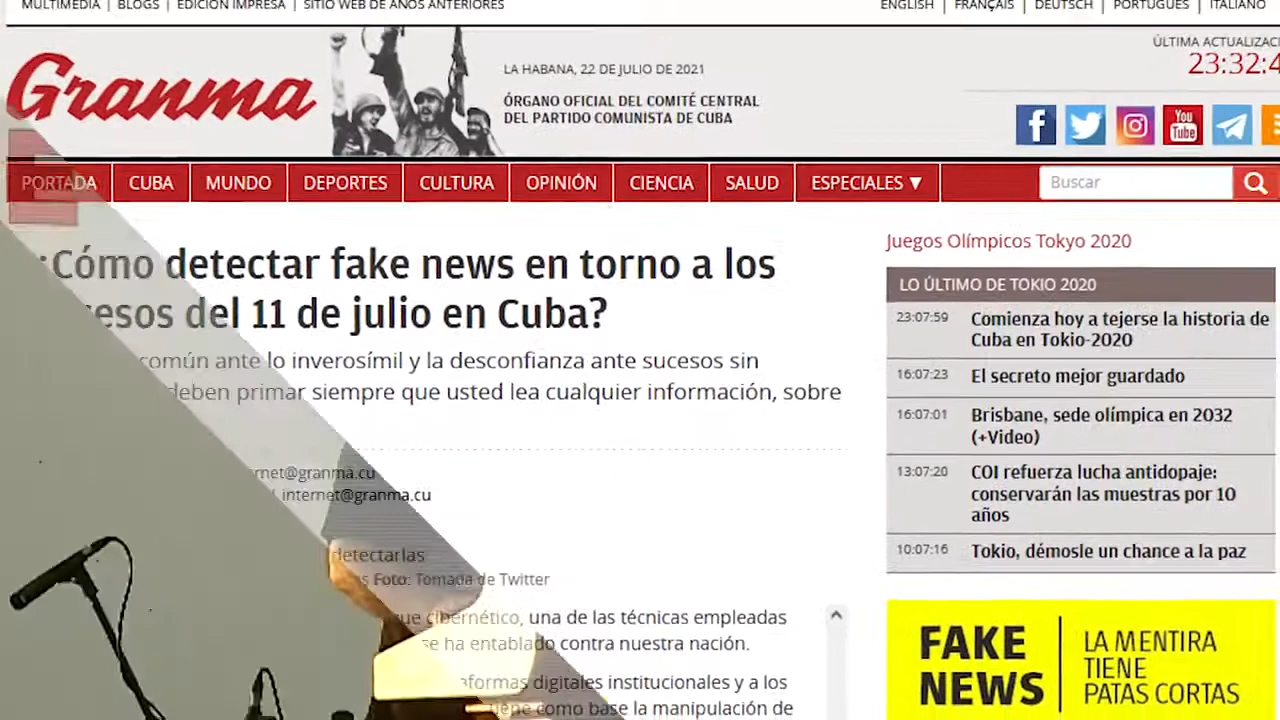 MULTIMEDIA | BLOGS | EDICIÓN IMPRESA | SITIO WEB DE AÑOS ANTERIORES
ENGLISH | FRANÇAIS | DEUTSCH | PORTUGUÊS | ITALIANO
Granma
LA HABANA, 22 DE JULIO DE 2021
ÓRGANO OFICIAL DEL COMITÉ CENTRAL
DEL PARTIDO COMUNISTA DE CUBA
ÚLTIMA
23:32:4
You
Tube
PORTADA CUBA MUNDO DEPORTES CULTURA OPINIÓN CIENCIA SALUD ESPECIALES ▼
Buscar
¿Cómo detectar fake news en torno a los
del 11 de julio en Cuba?
común ante lo inverosímil y la desconfianza ante sucesos sin
deben primar siempre que usted lea cualquier información, sobre
@granma.cu
internet@granma.cu
detectarlas
Foto: Tomada de Twitter
cibernético, una de las técnicas empleadas
se ha entablado contra nuestra nación.
digitales institucionales y a los
tiene como base la manipulación de
Juegos Olímpicos Tokyo 2020
LO ÚLTIMO DE TOKIO 2020
23:07:59 Comienza hoy a tejerse la historia de
Cuba en Tokio-2020
16:07:23 El secreto mejor guardado
16:07:01 Brisbane, sede olímpica en 2032
(+Video)
13:07:20 COI refuerza lucha antidopaje:
conservarán las muestras por 10
años
10:07:16 Tokio, démosle un chance a la paz
FAKE
NEWS
LA MENTIRA
TIENE
PATAS CORTAS